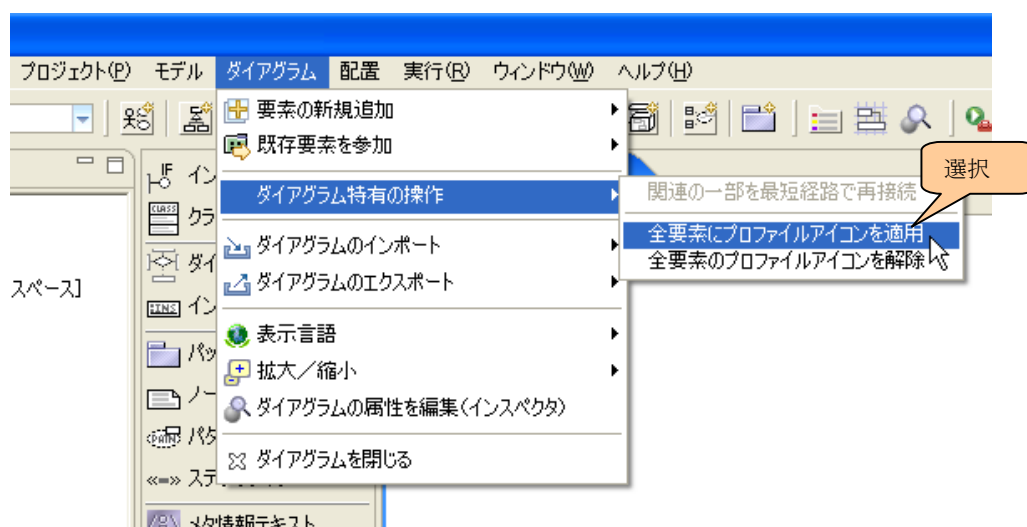 プロジェクト(P) モデル ダイアグラム 配置 実行(R) ウィンドウ(W) ヘルプ(H)
要素の新規追加
既存要素を参加
選択
IF イン
ダイアグラム特有の操作
関連の一部を最短経路で再接続
CLASS クラ
全要素にプロファイルアイコンを適用
ダイアグラムのインポート
全要素のプロファイルアイコンを解除
ダイ
ダイアグラムのエクスポート
スペース]
:INS イン
表示言語
パッ
拡大/縮小
ノー
ダイアグラムの属性を編集(インスペクタ)
パタ
ダイアグラムを閉じる
«=» ステ
メタ情報テキスト